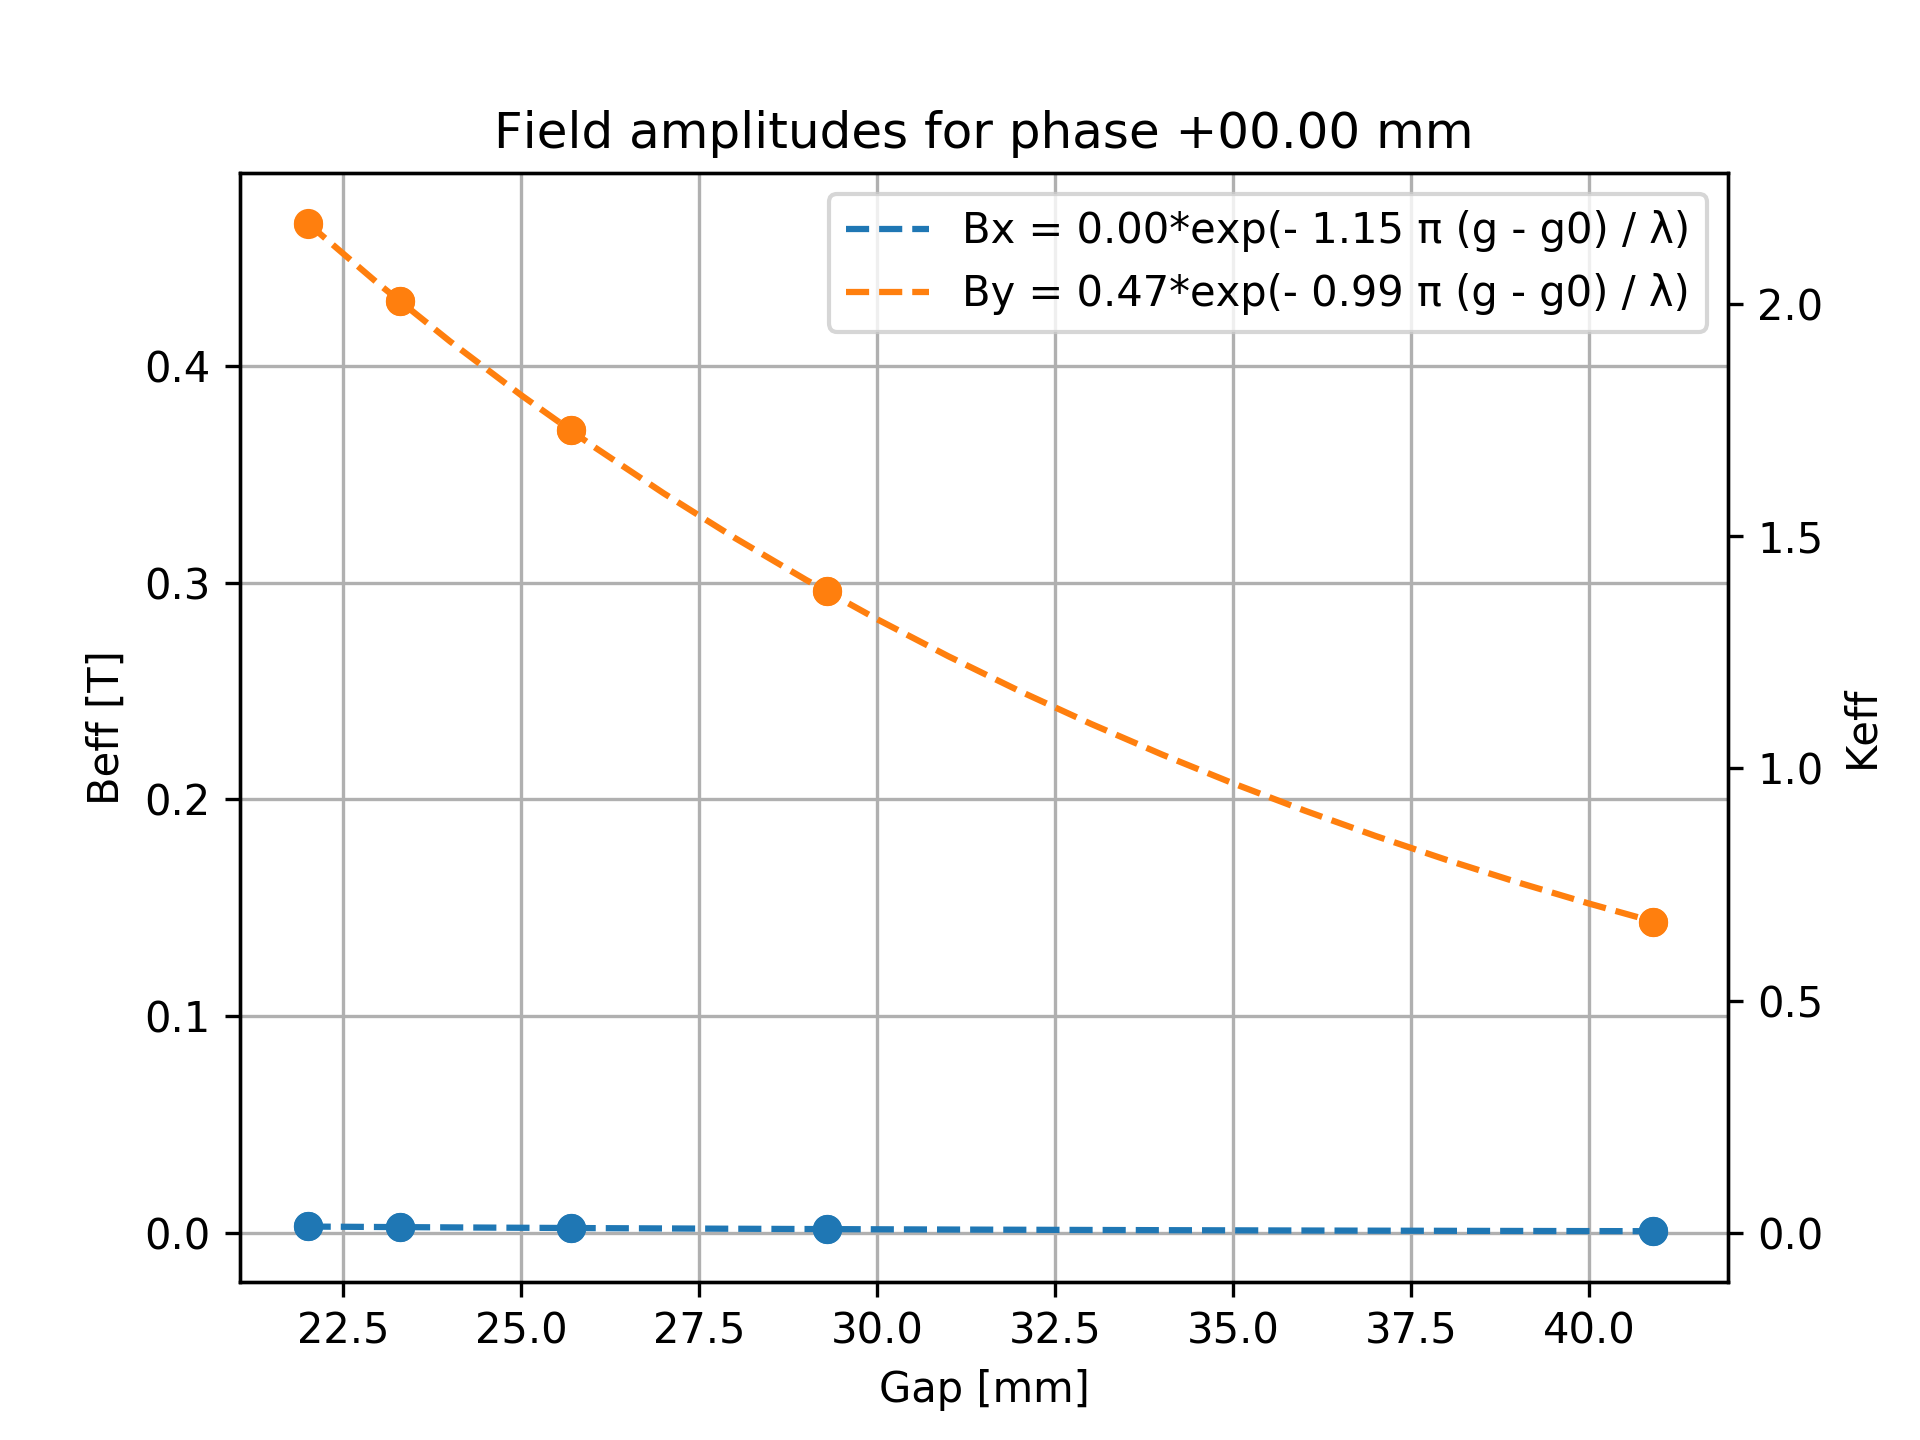 Field amplitudes for phase +00.00 mm
Bx = 0.00*exp(- 1.15 π (g - g0) / λ)
By = 0.47*exp(- 0.99 π (g - g0) / λ)
Beff [T]
0.4
0.3
0.2
0.1
0.0
Keff
2.0
1.5
1.0
0.5
0.0
22.5 25.0 27.5 30.0 32.5 35.0 37.5 40.0
Gap [mm]